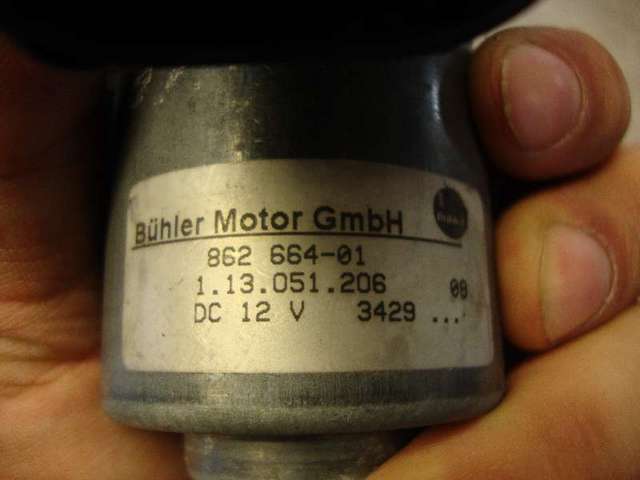 Bühler Motor GmbH
862 664-01
1.13.051.206 08
DC 12 V 3429 ...